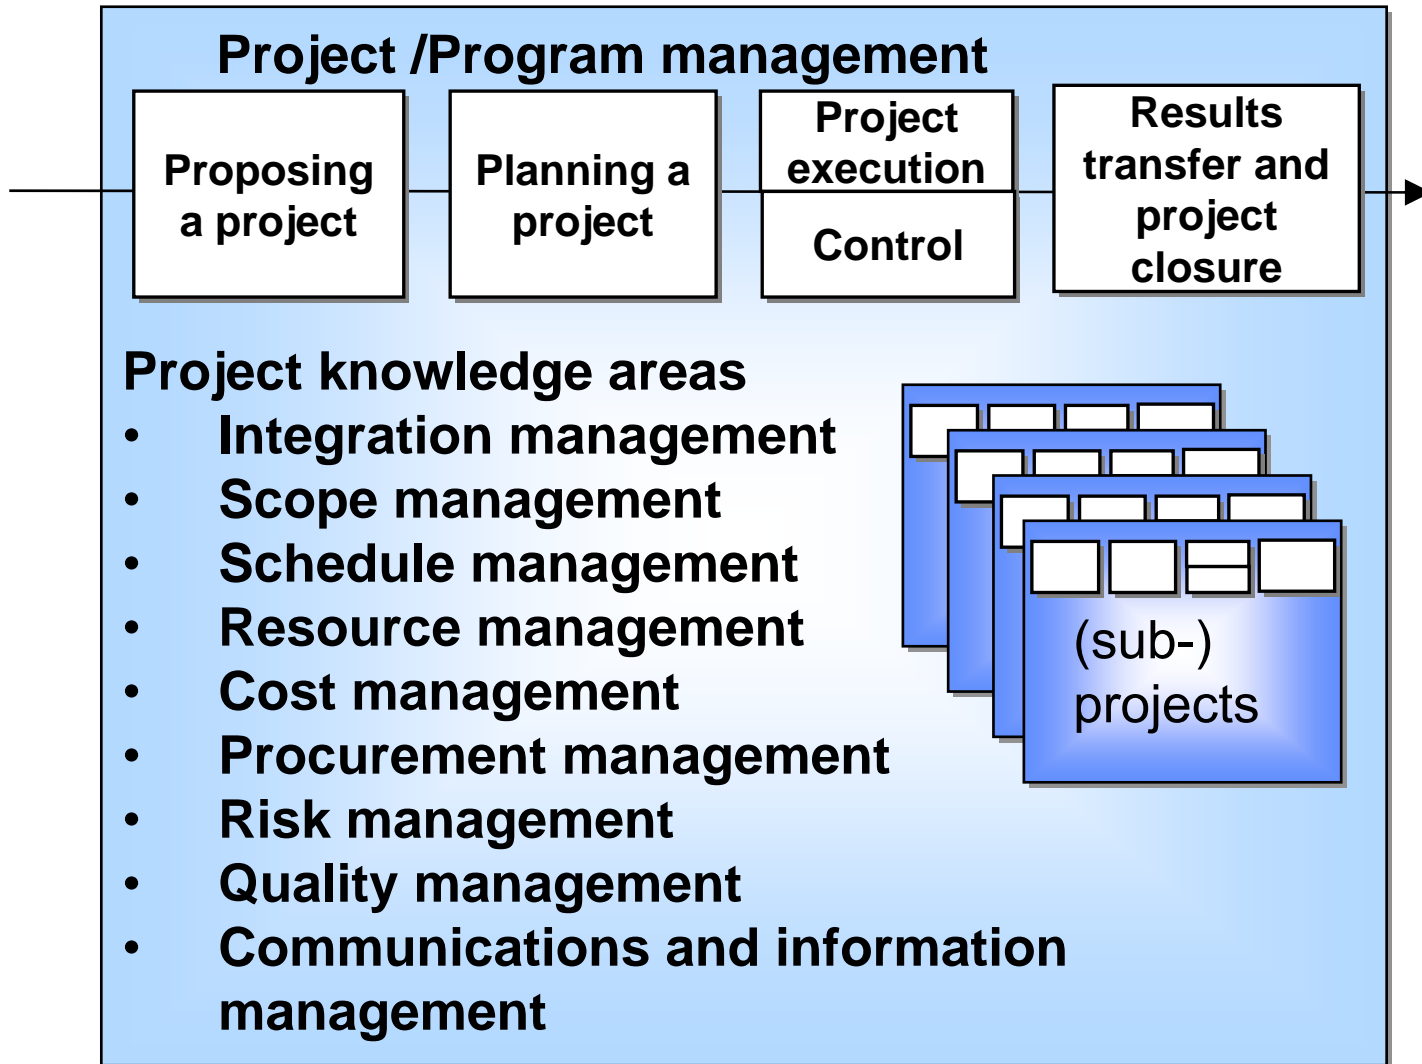 Project /Program management
Proposing
a project
Planning a
project
Project
execution
Control
Results
transfer and
project
closure
Project knowledge areas
• Integration management
• Scope management
• Schedule management
• Resource management
• Cost management
• Procurement management
• Risk management
• Quality management
• Communications and information
management
(sub-)
projects